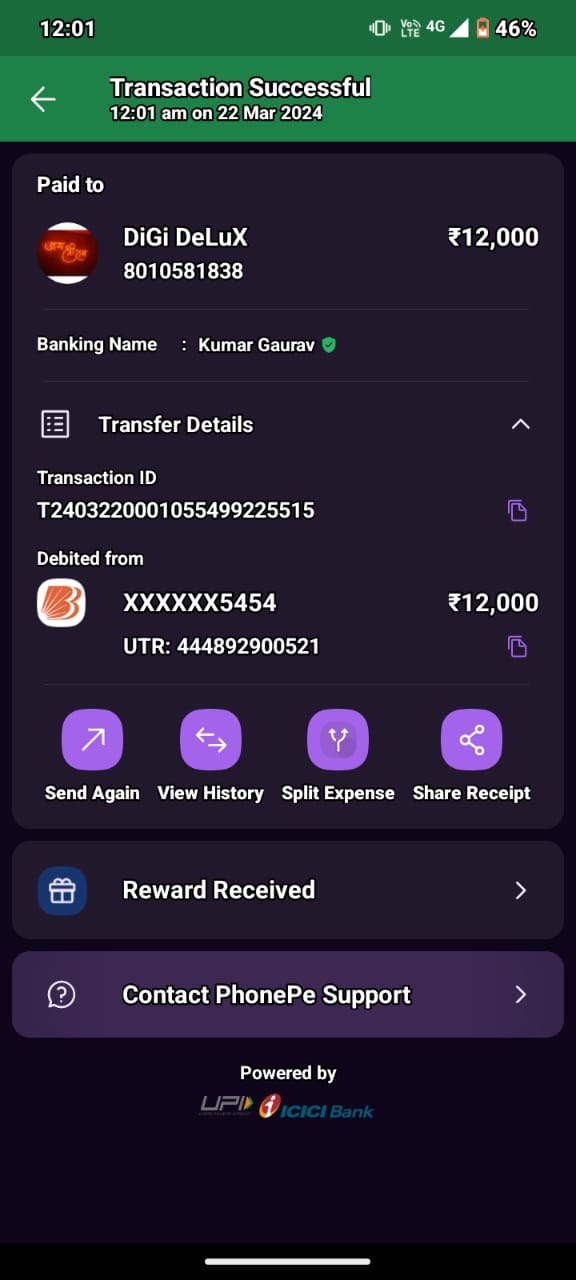 12:01
Vo LTE 4G 46%
Transaction Successful
12:01 am on 22 Mar 2024
Paid to
DiGi DeLuX ₹12,000
8010581838
Banking Name : Kumar Gaurav
Transfer Details
Transaction ID
T2403220001055499225515
Debited from
XXXXXX5454 ₹12,000
UTR: 444892900521
Send Again View History Split Expense Share Receipt
Reward Received
Contact PhonePe Support
Powered by
UPI ICICI Bank